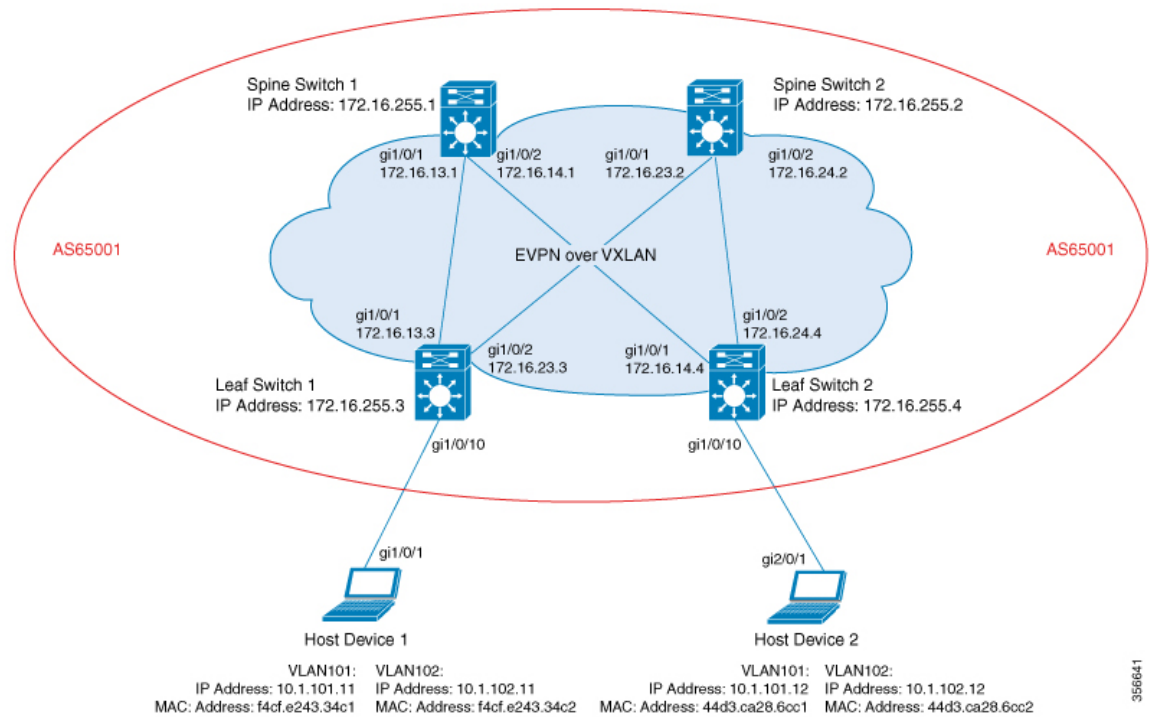 Spine Switch 1
IP Address: 172.16.255.1
Spine Switch 2
IP Address: 172.16.255.2
gi1/0/1
172.16.13.1
gi1/0/2
172.16.14.1
gi1/0/1
172.16.23.2
gi1/0/2
172.16.24.2
AS65001
EVPN over VXLAN
AS65001
gi1/0/1
172.16.13.3
gi1/0/2
172.16.23.3
gi1/0/1
172.16.14.4
gi1/0/2
172.16.24.4
Leaf Switch 1
IP Address: 172.16.255.3
Leaf Switch 2
IP Address: 172.16.255.4
gi1/0/10
gi1/0/10
gi1/0/1
gi2/0/1
Host Device 1
Host Device 2
VLAN101:
IP Address: 10.1.101.11
MAC: Address: f4cf.e243.34c1
VLAN102:
IP Address: 10.1.102.11
MAC: Address: f4cf.e243.34c2
VLAN101:
IP Address: 10.1.101.12
MAC: Address: 44d3.ca28.6cc1
VLAN102:
IP Address: 10.1.102.12
MAC: Address: 44d3.ca28.6cc2
356641